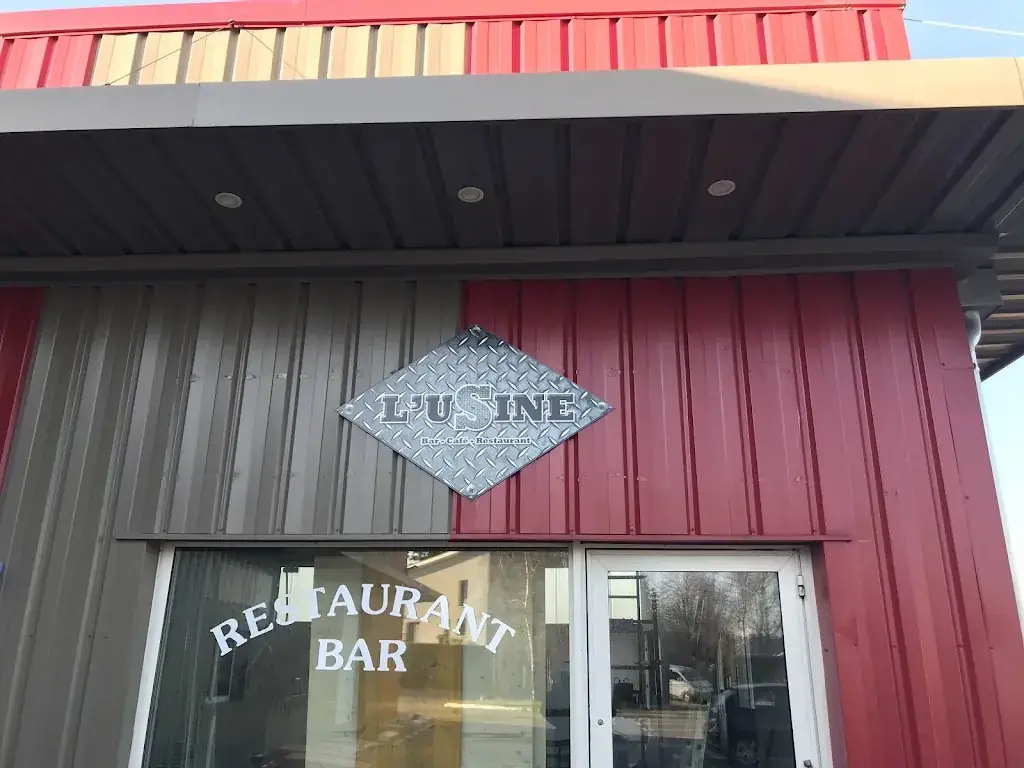 L'USINE
Bar - Café - Restaurant
RESTAURANT
BAR